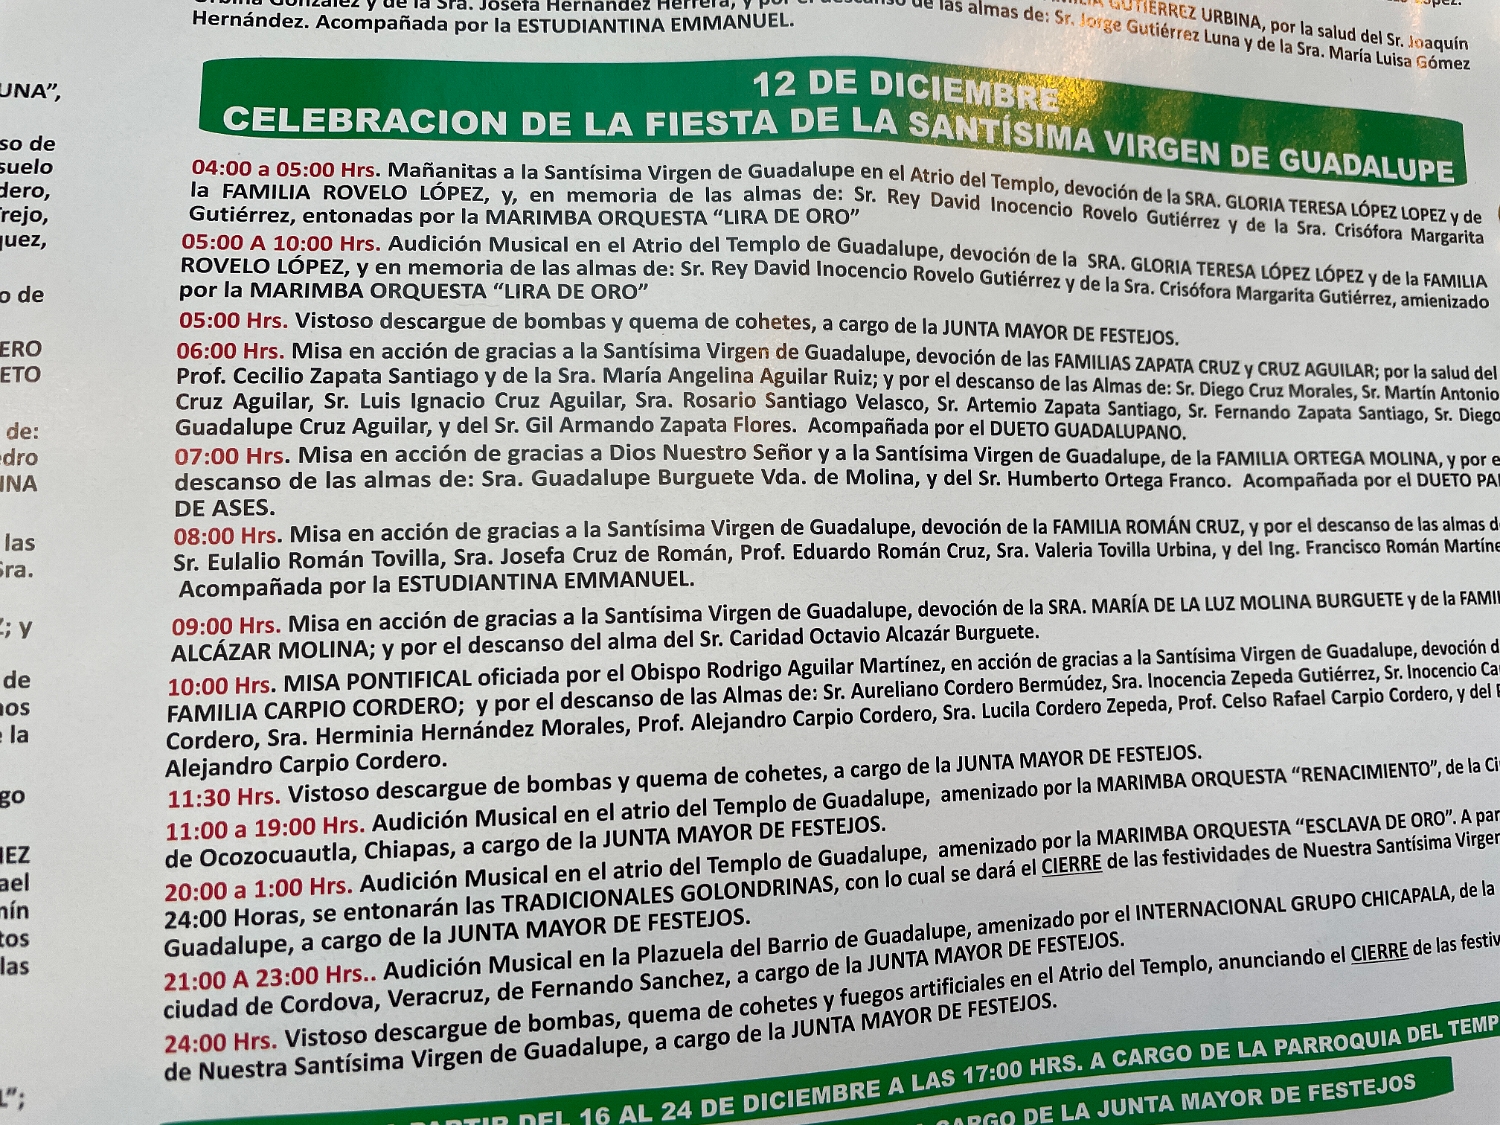 Hernández. Acompañada por la ESTUDIANTINA EMMANUEL.
GUTIÉRREZ URBINA, por la salud del Sr. Joaquín
las almas de: Sr. Jorge Gutiérrez Luna y de la Sra. María Luisa Gómez
12 DE DICIEMBRE
CELEBRACION DE LA FIESTA DE LA SANTÍSIMA VIRGEN DE GUADALUPE
04:00 a 05:00 Hrs. Mañanitas a la Santísima Virgen de Guadalupe en el Atrio del Templo, devoción de la SRA. GLORIA TERESA LÓPEZ LOPEZ y de
la FAMILIA ROVELO LÓPEZ, y, en memoria de las almas de: Sr. Rey David Inocencio Rovelo Gutiérrez y de la Sra. Crisófora Margarita
Gutiérrez, entonadas por la MARIMBA ORQUESTA “LIRA DE ORO”
05:00 A 10:00 Hrs. Audición Musical en el Atrio del Templo de Guadalupe, devoción de la SRA. GLORIA TERESA LÓPEZ LÓPEZ y de la FAMILIA
ROVELO LÓPEZ, y en memoria de las almas de: Sr. Rey David Inocencio Rovelo Gutiérrez y de la Sra. Crisófora Margarita Gutiérrez, amienizado
por la MARIMBA ORQUESTA “LIRA DE ORO”
05:00 Hrs. Vistoso descargue de bombas y quema de cohetes, a cargo de la JUNTA MAYOR DE FESTEJOS.
06:00 Hrs. Misa en acción de gracias a la Santísima Virgen de Guadalupe, devoción de las FAMILIAS ZAPATA CRUZ y CRUZ AGUILAR; por la salud del
Prof. Cecilio Zapata Santiago y de la Sra. María Angelina Aguilar Ruiz; y por el descanso de las Almas de: Sr. Diego Cruz Morales, Sr. Martín Antonio
Cruz Aguilar, Sr. Luis Ignacio Cruz Aguilar, Sra. Rosario Santiago Velasco, Sr. Artemio Zapata Santiago, Sr. Fernando Zapata Santiago, Sr. Diego
Guadalupe Cruz Aguilar, y del Sr. Gil Armando Zapata Flores. Acompañada por el DUETO GUADALUPANO.
07:00 Hrs. Misa en acción de gracias a Dios Nuestro Señor y a la Santísima Virgen de Guadalupe, de la FAMILIA ORTEGA MOLINA, y por e
descanso de las almas de: Sra. Guadalupe Burguete Vda. de Molina, y del Sr. Humberto Ortega Franco. Acompañada por el DUETO PA
DE ASES.
08:00 Hrs. Misa en acción de gracias a la Santísima Virgen de Guadalupe, devoción de la FAMILIA ROMÁN CRUZ, y por el descanso de las almas d
Sr. Eulalio Román Tovilla, Sra. Josefa Cruz de Román, Prof. Eduardo Román Cruz, Sra. Valeria Tovilla Urbina, y del Ing. Francisco Román Martíne
Acompañada por la ESTUDIANTINA EMMANUEL.
09:00 Hrs. Misa en acción de gracias a la Santísima Virgen de Guadalupe, devoción de la SRA. MARÍA DE LA LUZ MOLINA BURGUETE y de la FAMI
ALCÁZAR MOLINA; y por el descanso del alma del Sr. Caridad Octavio Alcazár Burguete.
10:00 Hrs. MISA PONTIFICAL oficiada por el Obispo Rodrigo Aguilar Martínez, en acción de gracias a la Santísima Virgen de Guadalupe, devoción d
FAMILIA CARPIO CORDERO; y por el descanso de las Almas de: Sr. Aureliano Cordero Bermúdez, Sra. Inocencia Zepeda Gutiérrez, Sr. Inocencio Ca
Cordero, Sra. Herminia Hernández Morales, Prof. Alejandro Carpio Cordero, Sra. Lucila Cordero Zepeda, Prof. Celso Rafael Carpio Cordero, y del
Alejandro Carpio Cordero.
11:30 Hrs. Vistoso descargue de bombas y quema de cohetes, a cargo de la JUNTA MAYOR DE FESTEJOS.
11:00 a 19:00 Hrs. Audición Musical en el atrio del Templo de Guadalupe, amenizado por la MARIMBA ORQUESTA “RENACIMIENTO”, de la Ci
de Ocozocuautla, Chiapas, a cargo de la JUNTA MAYOR DE FESTEJOS.
20:00 a 1:00 Hrs. Audición Musical en el atrio del Templo de Guadalupe, amenizado por la MARIMBA ORQUESTA “ESCLAVA DE ORO”. A par
24:00 Horas, se entonarán las TRADICIONALES GOLONDRINAS, con lo cual se dará el CIERRE de las festividades de Nuestra Santísima Virgen
Guadalupe, a cargo de la JUNTA MAYOR DE FESTEJOS.
21:00 A 23:00 Hrs.. Audición Musical en la Plazuela del Barrio de Guadalupe, amenizado por el INTERNACIONAL GRUPO CHICAPALA, de la
ciudad de Cordova, Veracruz, de Fernando Sanchez, a cargo de la JUNTA MAYOR DE FESTEJOS.
24:00 Hrs. Vistoso descargue de bombas, quema de cohetes y fuegos artificiales en el Atrio del Templo, anunciando el CIERRE de las festiv
de Nuestra Santísima Virgen de Guadalupe, a cargo de la JUNTA MAYOR DE FESTEJOS.
PARTIR DEL 16 AL 24 DE DICIEMBRE A LAS 17:00 HRS. A CARGO DE LA PARROQUIA DEL TEMP
CARGO DE LA JUNTA MAYOR DE FESTEJOS